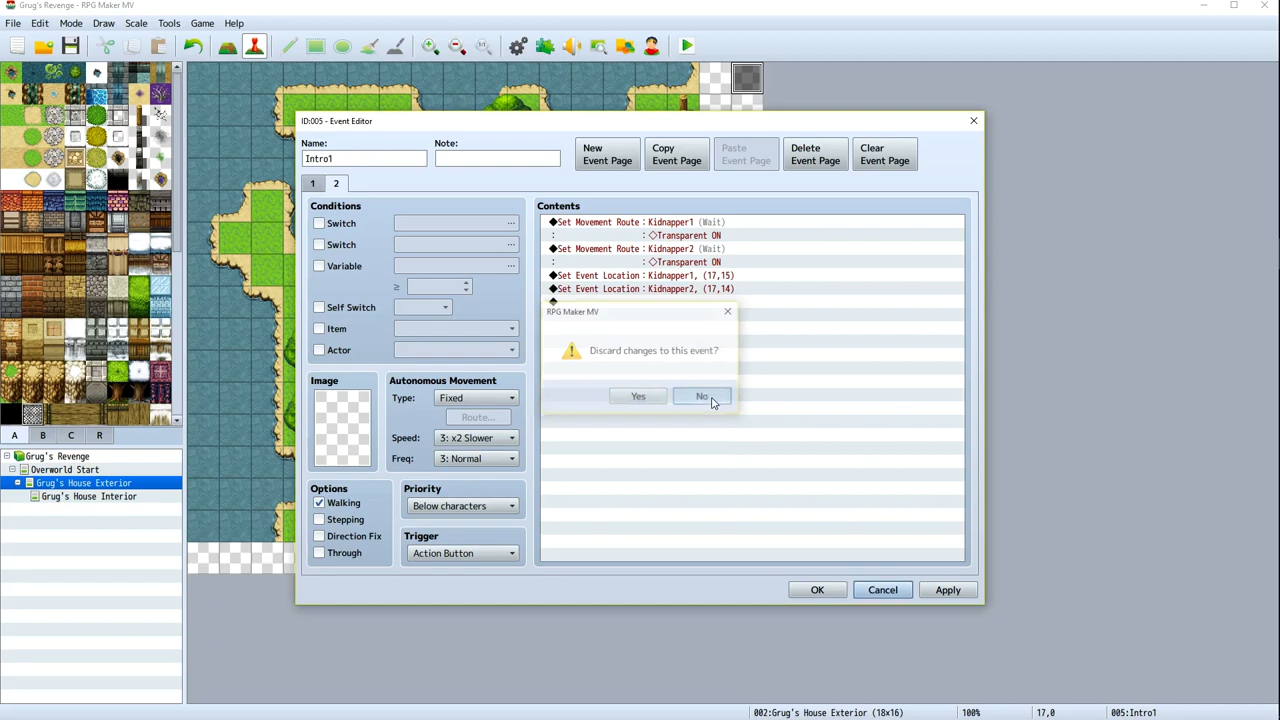 Grug's Revenge - RPG Maker MV
File Edit Mode Draw Scale Tools Game Help
ID:005 - Event Editor
Name: Note:
Intro1
New Event Page
Copy Event Page
Paste Event Page
Delete Event Page
Clear Event Page
1 2
Conditions
Switch ...
Switch ...
Variable ...
≥
Self Switch
Item
Actor
Image
Autonomous Movement
Type: Fixed
Route...
Speed: 3: x2 Slower
Freq: 3: Normal
Options
Walking
Stepping
Direction Fix
Through
Priority
Below characters
Trigger
Action Button
Contents
◆Set Movement Route：Kidnapper1 (Wait)
: ：◇Transparent ON
◆Set Movement Route：Kidnapper2 (Wait)
: ：◇Transparent ON
◆Set Event Location：Kidnapper1, (17,15)
◆Set Event Location：Kidnapper2, (17,14)
◆
RPG Maker MV
Discard changes to this event?
Yes No
OK Cancel Apply
A B C R
Grug's Revenge
Overworld Start
Grug's House Exterior
Grug's House Interior
002:Grug's House Exterior (18x16) 100% 17,0 005:Intro1